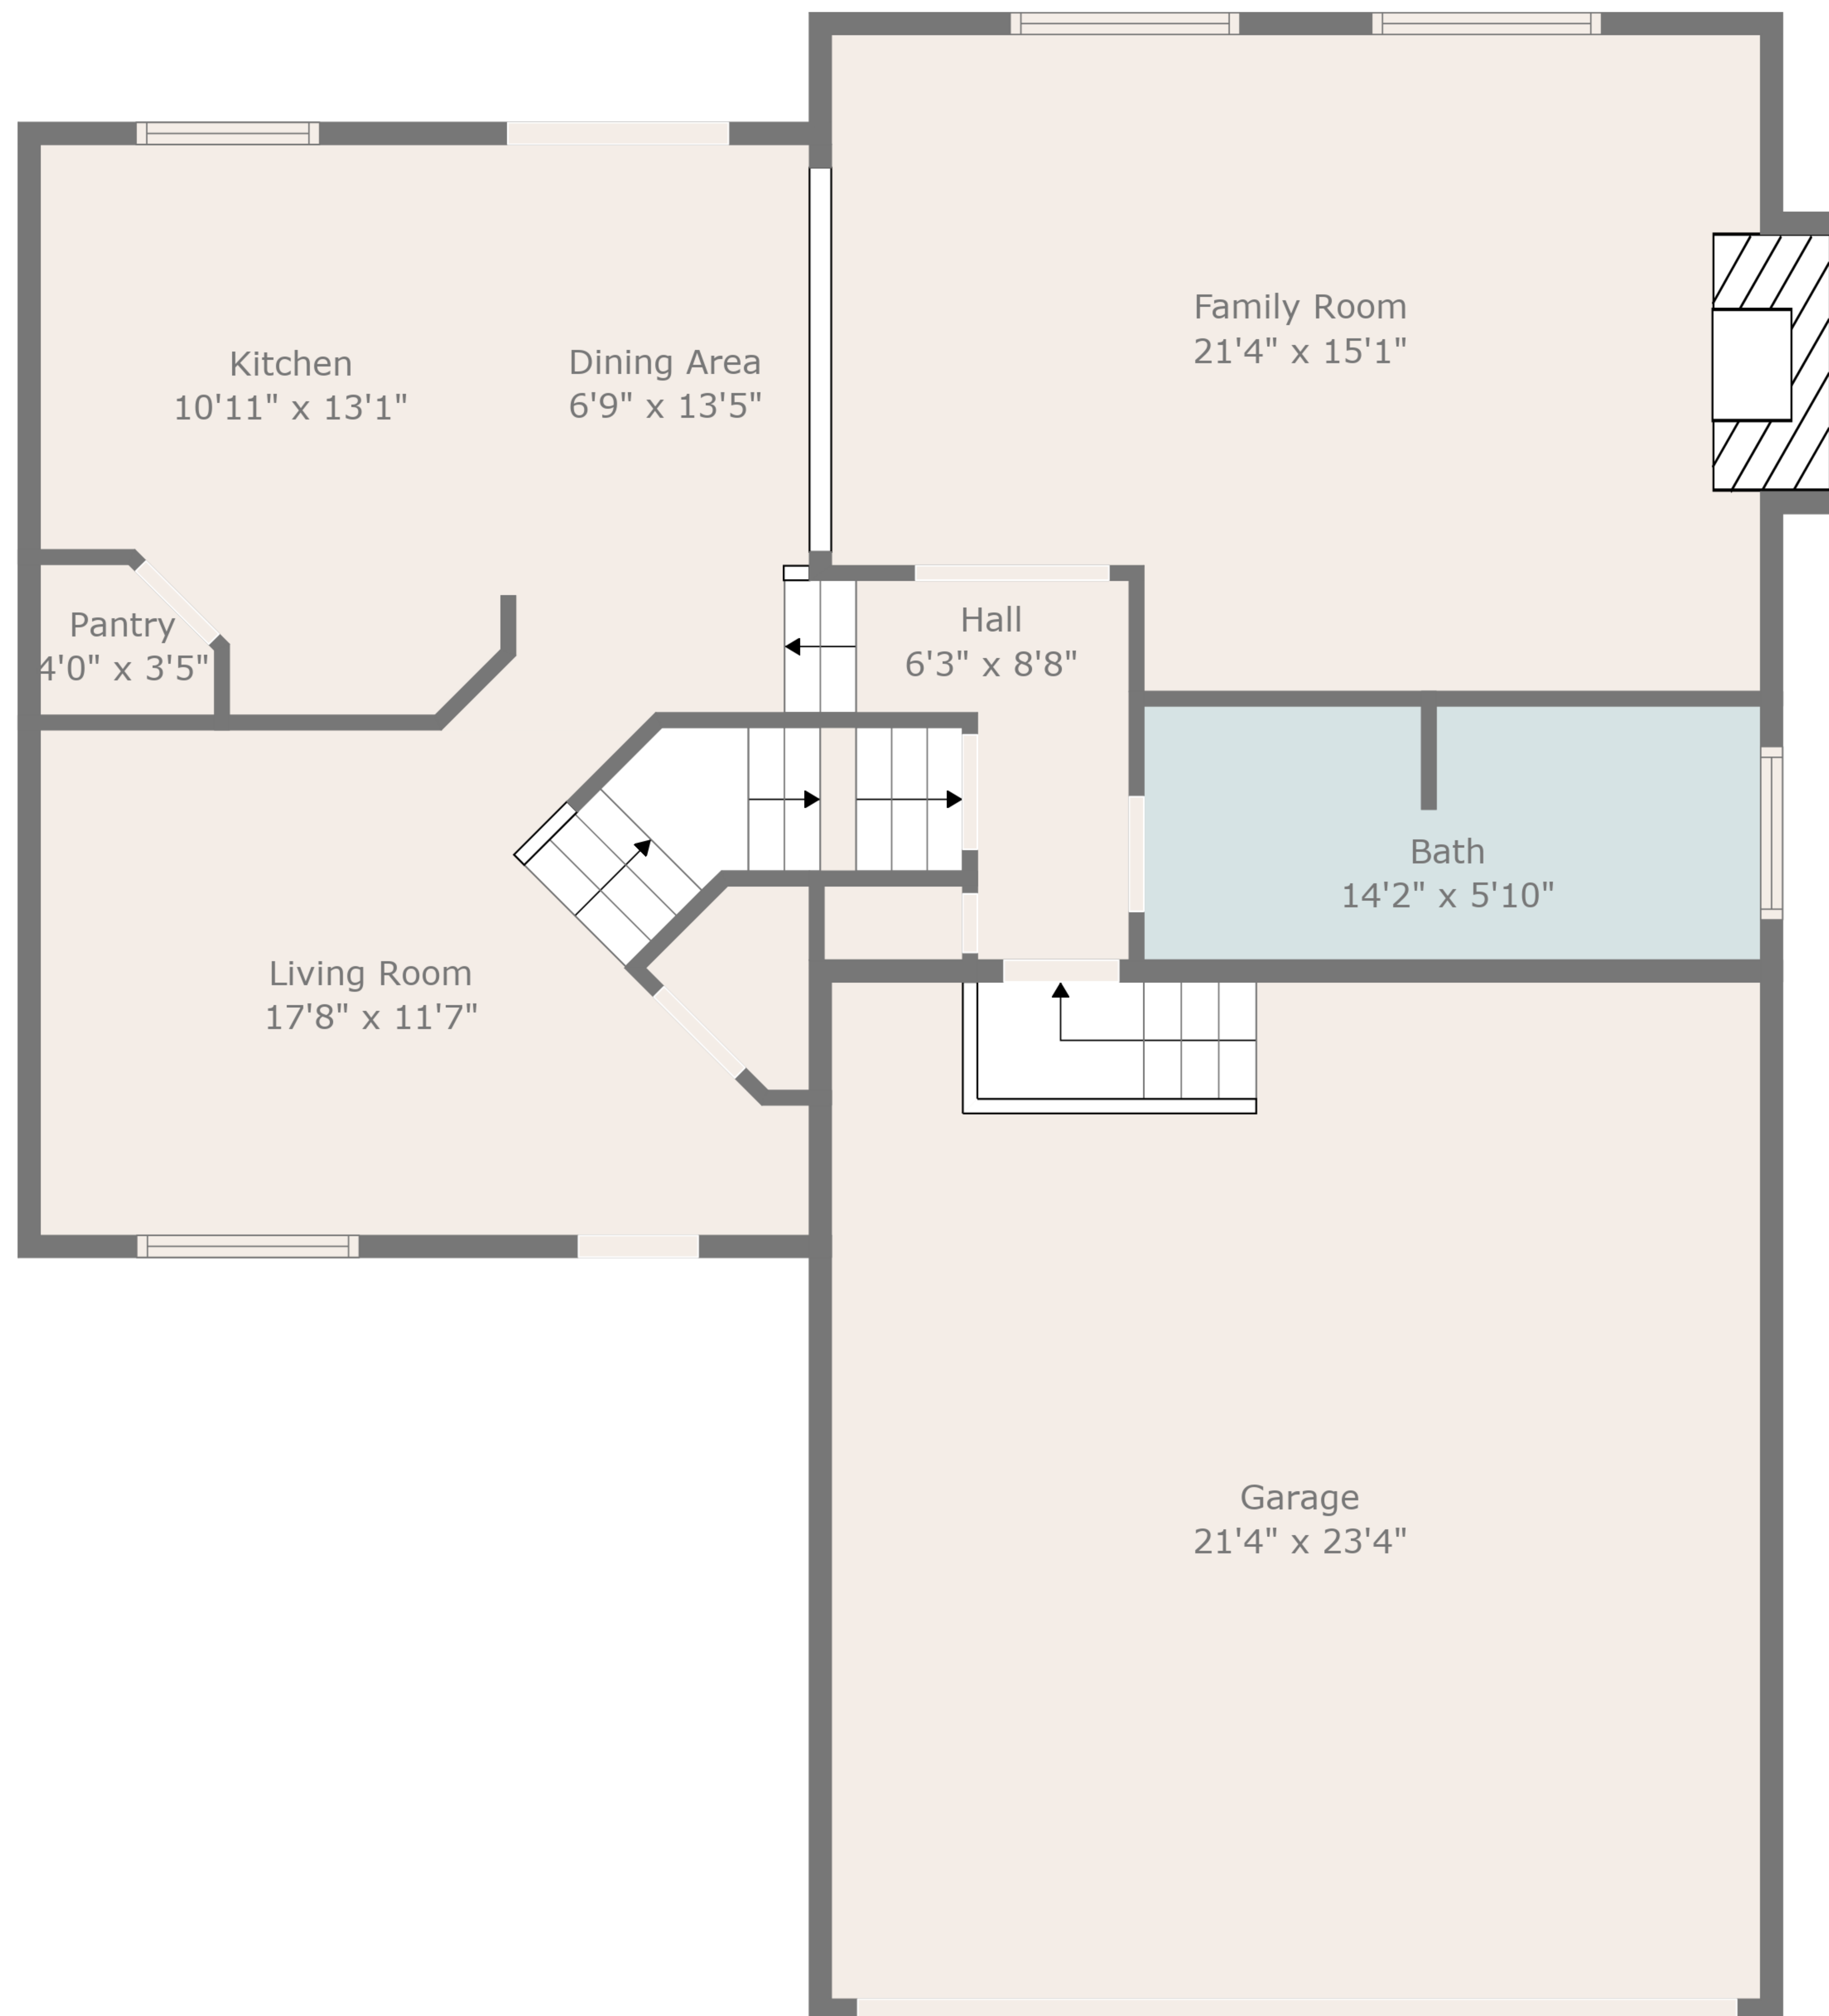 Family Room
21'4" x 15'1"
Kitchen
10'11" x 13'1"
Dining Area
6'9" x 13'5"
Pantry
4'0" x 3'5"
Hall
6'3" x 8'8"
Bath
14'2" x 5'10"
Living Room
17'8" x 11'7"
Garage
21'4" x 23'4"